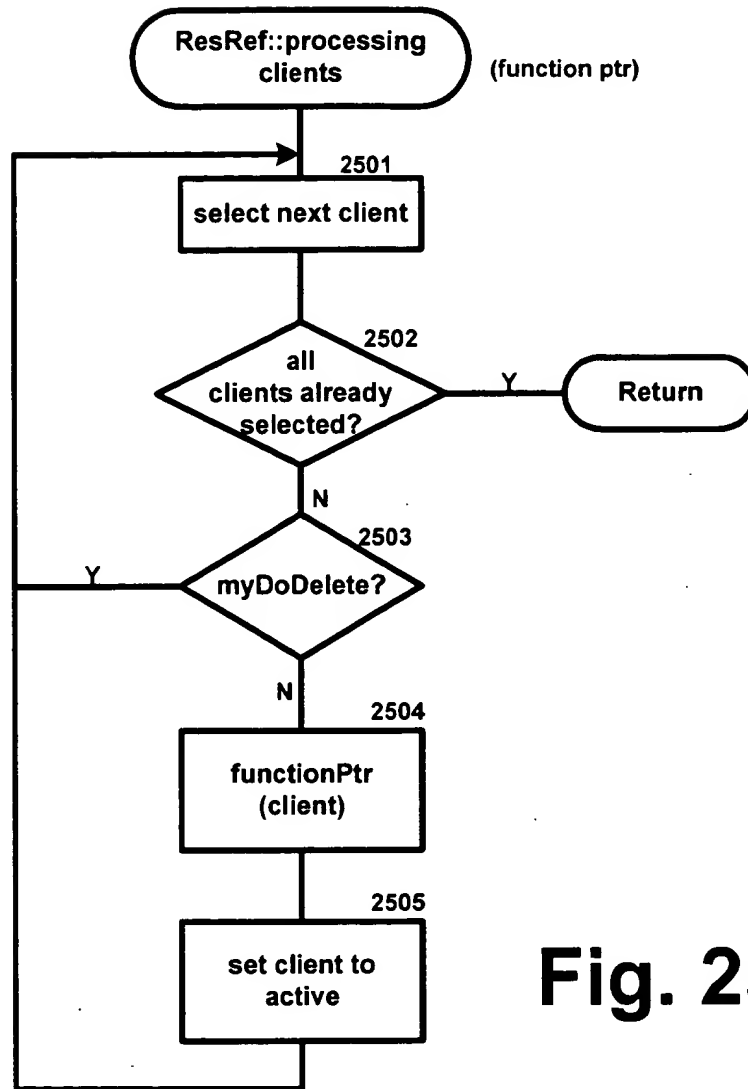 ResRef::processing
clients
(function ptr)
2501
select next client
2502
all
clients already
selected?
Y
Return
N
2503
myDoDelete?
Y
N
2504
functionPtr
(client)
2505
set client to
active
Fig. 2